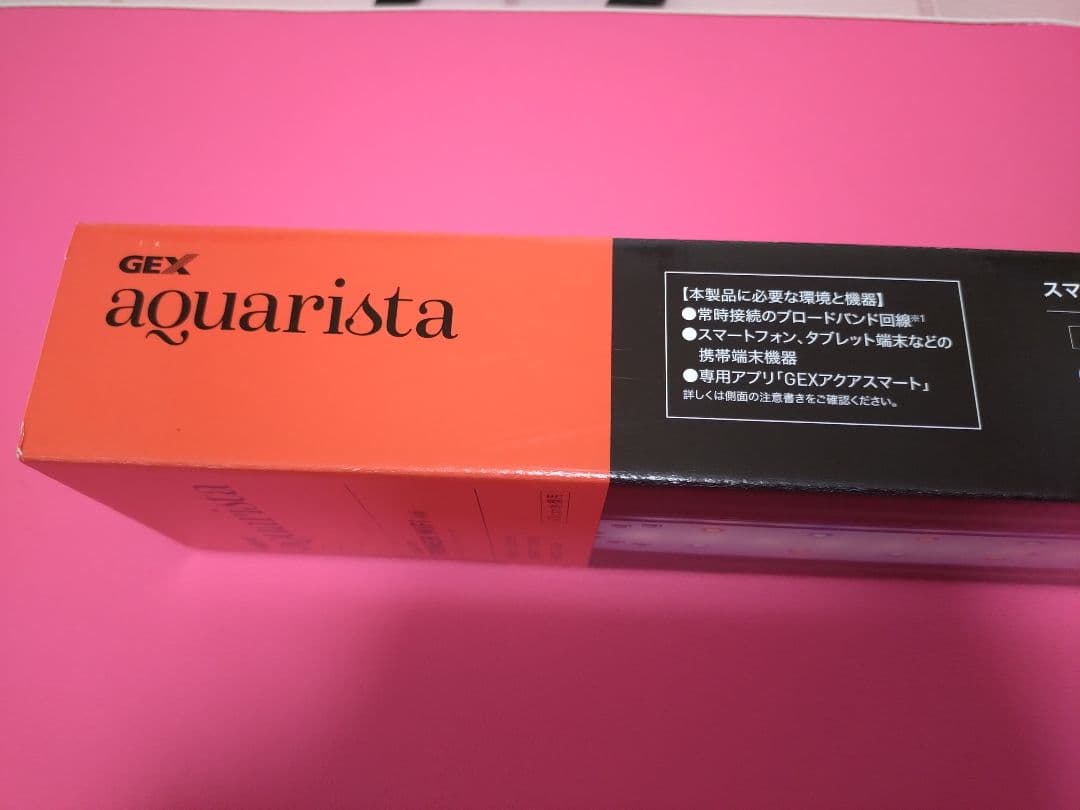 GEX
aquarista
【本製品に必要な環境と機器】
●常時接続のブロードバンド回線※1
●スマートフォン、タブレット端末などの
携帯端末機器
●専用アプリ「GEXアクアスマート」
詳しくは側面の注意書きをご確認ください。
スマ